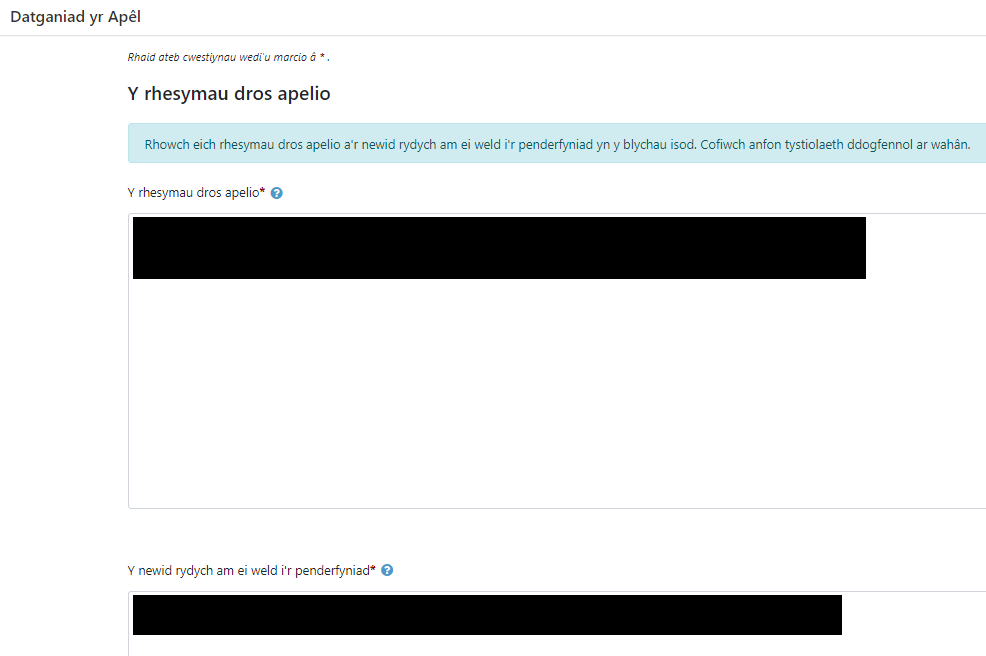 Datganiad yr Apêl
Rhaid ateb cwestiynau wedi'u marcio â * .
Y rhesymau dros apelio
Rhowch eich rhesymau dros apelio a'r newid rydych am ei weld i'r penderfyniad yn y blychau isod. Cofiwch anfon tystiolaeth ddogfennol ar wahân.
Y rhesymau dros apelio* ?
Y newid rydych am ei weld i'r penderfyniad* ?